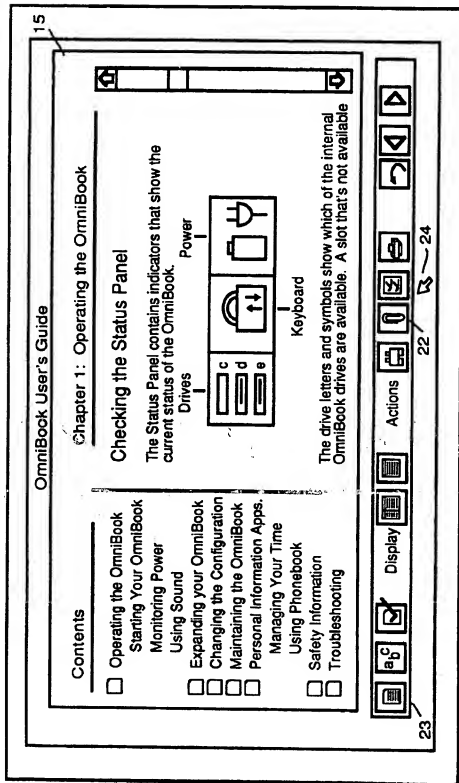 15
OmniBook User's Guide
Contents
Operating the OmniBook
Starting Your OmniBook
Monitoring Power
Using Sound
Expanding your OmniBook
Changing the Configuration
Maintaining the OmniBook
Personal Information Apps.
Managing Your Time
Using Phonebook
Safety Information
Troubleshooting
Chapter 1: Operating the OmniBook
Checking the Status Panel
The Status Panel contains indicators that show the
current status of the OmniBook.
Drives
Power
c
d
e
Keyboard
The drive letters and symbols show which of the internal
OmniBook drives are available. A slot that's not available
abc
Display
Actions
23
22
24